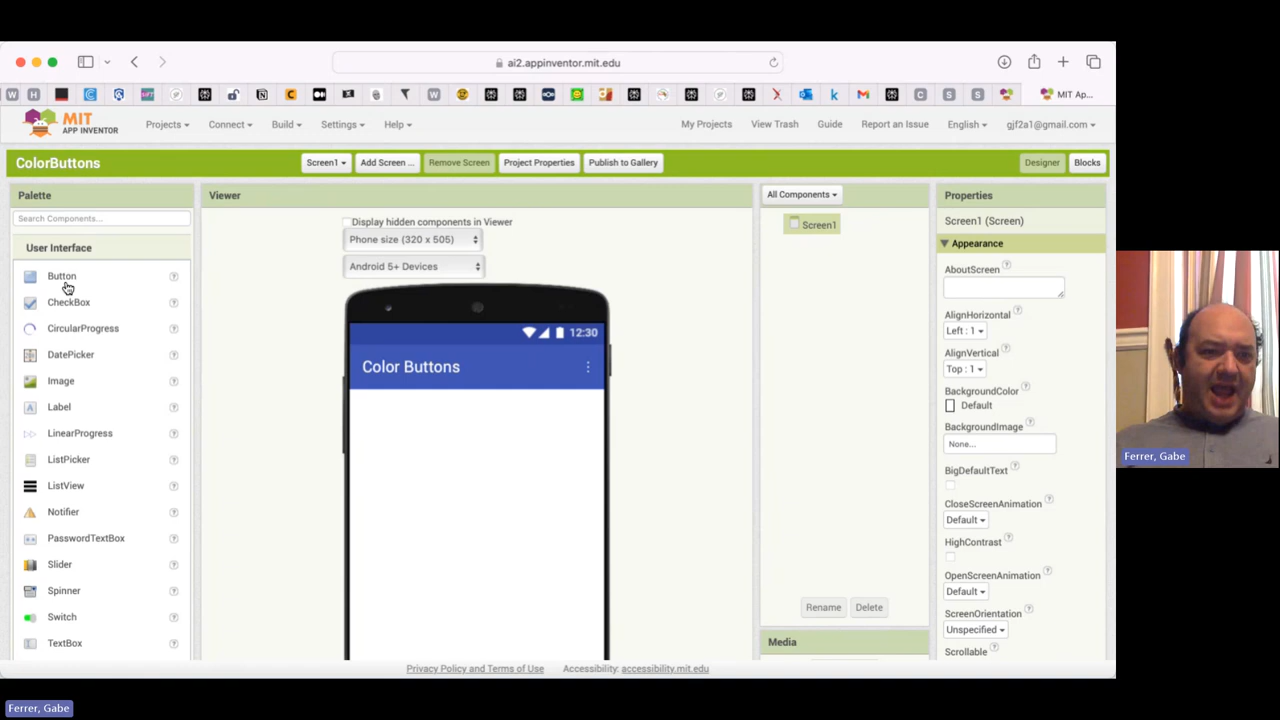 ai2.appinventor.mit.edu
MIT Ap...
MIT
APP INVENTOR
Projects
Connect
Build
Settings
Help
My Projects
View Trash
Guide
Report an Issue
English
gjf2a1@gmail.com
ColorButtons
Screen1
Add Screen ...
Remove Screen
Project Properties
Publish to Gallery
Designer
Blocks
Palette
Search Components...
User Interface
Button
CheckBox
CircularProgress
DatePicker
Image
Label
LinearProgress
ListPicker
ListView
Notifier
PasswordTextBox
Slider
Spinner
Switch
TextBox
Viewer
Display hidden components in Viewer
Phone size (320 x 505)
Android 5+ Devices
12:30
Color Buttons
All Components
Screen1
Rename
Delete
Media
Properties
Screen1 (Screen)
Appearance
AboutScreen
AlignHorizontal
Left : 1
AlignVertical
Top : 1
BackgroundColor
Default
BackgroundImage
None...
BigDefaultText
CloseScreenAnimation
Default
HighContrast
OpenScreenAnimation
Default
ScreenOrientation
Unspecified
Scrollable
Privacy Policy and Terms of Use
Accessibility: accessibility.mit.edu
Ferrer, Gabe
Ferrer, Gabe